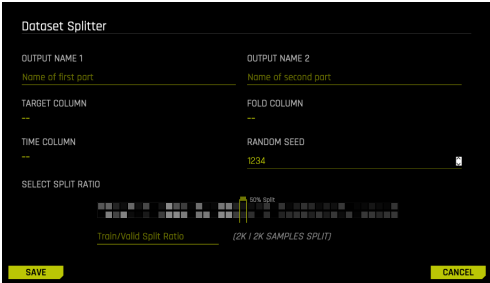 Dataset Splitter
OUTPUT NAME 1
OUTPUT NAME 2
Name of first part
Name of second part
TARGET COLUMN
FOLD COLUMN
--
--
TIME COLUMN
RANDOM SEED
--
1234
SELECT SPLIT RATIO
50% Split
Train/Valid Split Ratio
(2K | 2K SAMPLES SPLIT)
SAVE
CANCEL